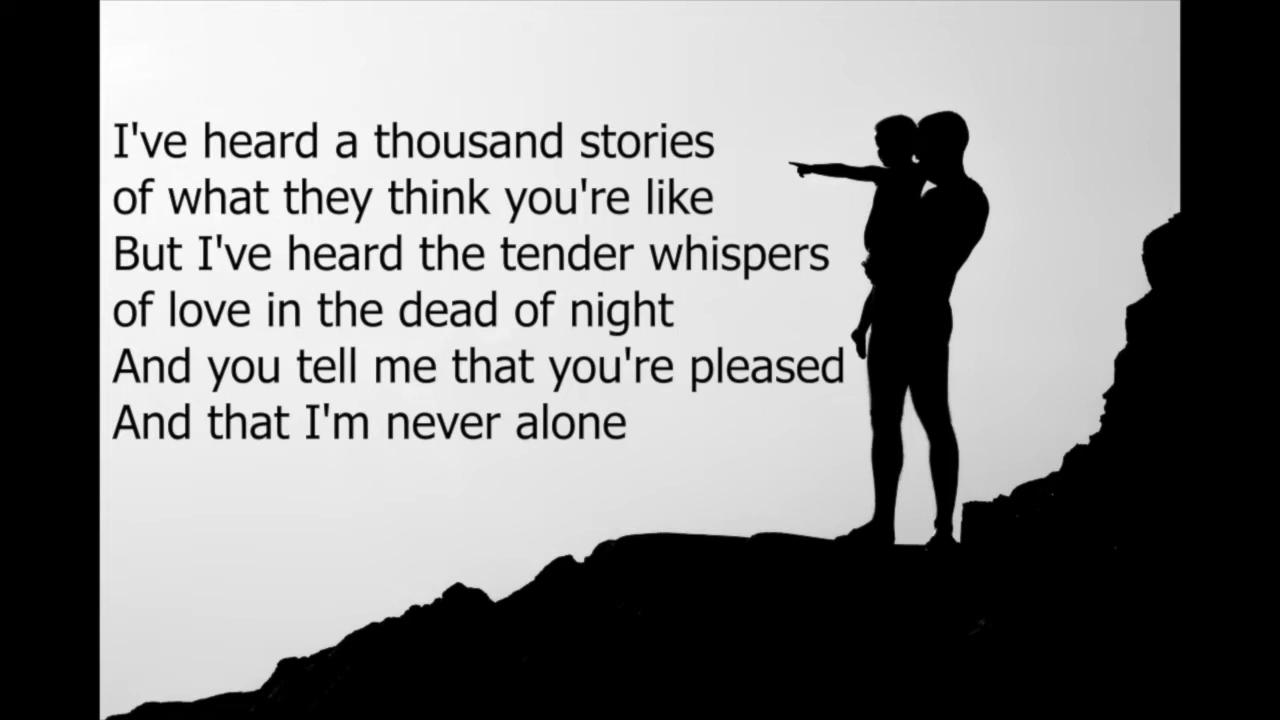 I've heard a thousand stories
of what they think you're like
But I've heard the tender whispers
of love in the dead of night
And you tell me that you're pleased
And that I'm never alone